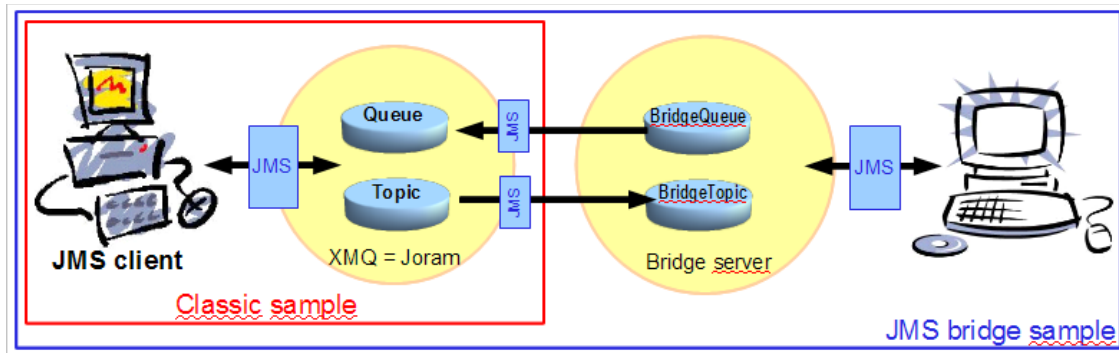 Queue
JMS
BridgeQueue
JMS
JMS
Topic
JMS
BridgeTopic
JMS client
XMQ = Joram
Bridge server
Classic sample
JMS bridge sample